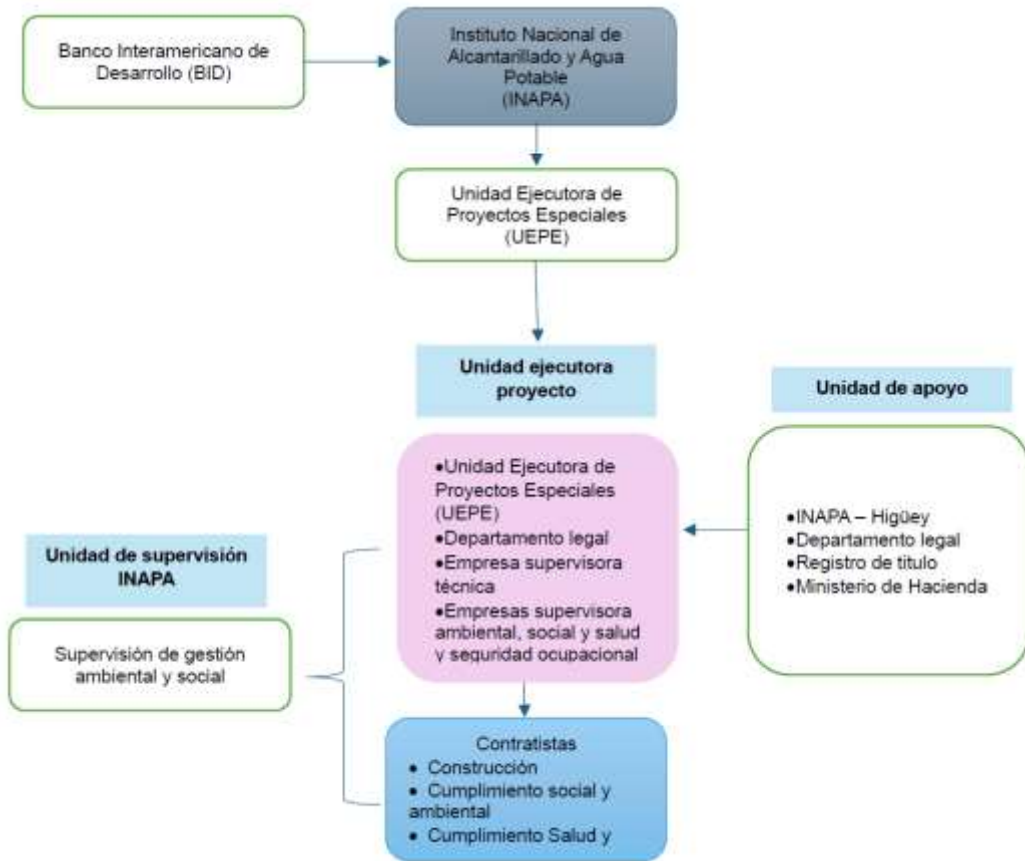 Banco Interamericano de
Desarrollo (BID)
Instituto Nacional de
Alcantarillado y Agua
Potable
(INAPA)
Unidad Ejecutora de
Proyectos Especiales
(UEPE)
Unidad ejecutora
proyecto
Unidad de apoyo
•Unidad Ejecutora de
Proyectos Especiales
(UEPE)
•Departamento legal
•Empresa supervisora
técnica
•Empresas supervisora
ambiental, social y salud
y seguridad ocupacional
•INAPA – Higüey
•Departamento legal
•Registro de título
•Ministerio de Hacienda
Unidad de supervisión
INAPA
Supervisión de gestión
ambiental y social
Contratistas
• Construcción
• Cumplimiento social y
ambiental
• Cumplimiento Salud y